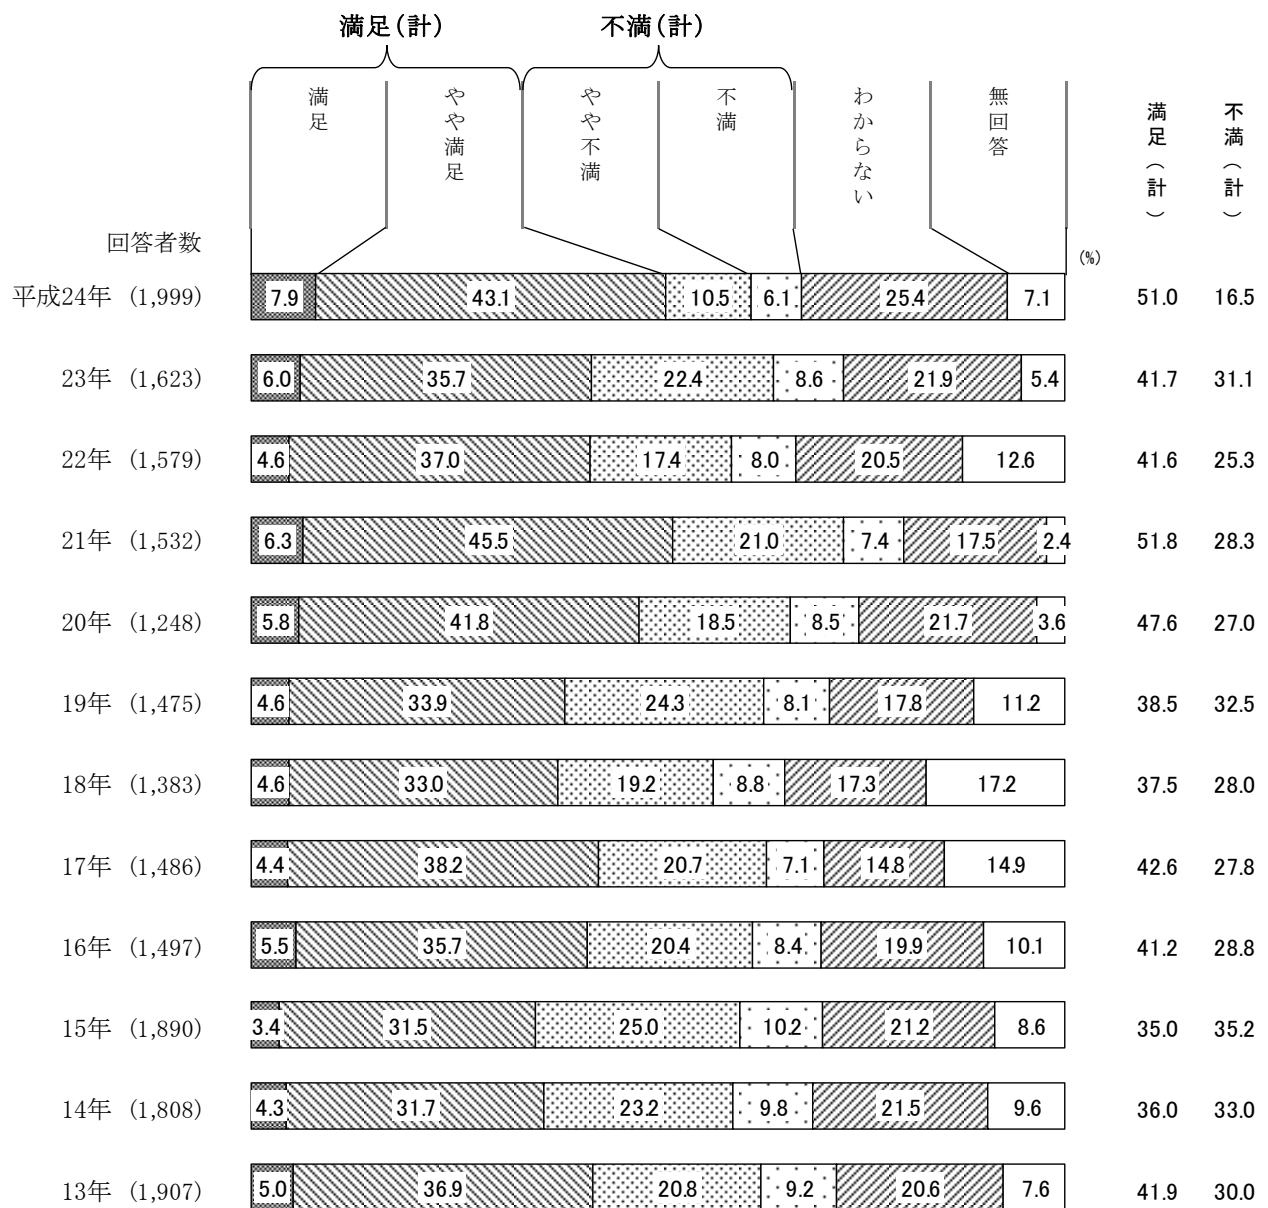 満足(計) 不満(計)
満足 やや満足 やや不満 不満 わからない 無回答 満足(計) 不満(計)
回答者数
(%)
平成24年 (1,999) 7.9 43.1 10.5 6.1 25.4 7.1 51.0 16.5
23年 (1,623) 6.0 35.7 22.4 8.6 21.9 5.4 41.7 31.1
22年 (1,579) 4.6 37.0 17.4 8.0 20.5 12.6 41.6 25.3
21年 (1,532) 6.3 45.5 21.0 7.4 17.5 2.4 51.8 28.3
20年 (1,248) 5.8 41.8 18.5 8.5 21.7 3.6 47.6 27.0
19年 (1,475) 4.6 33.9 24.3 8.1 17.8 11.2 38.5 32.5
18年 (1,383) 4.6 33.0 19.2 8.8 17.3 17.2 37.5 28.0
17年 (1,486) 4.4 38.2 20.7 7.1 14.8 14.9 42.6 27.8
16年 (1,497) 5.5 35.7 20.4 8.4 19.9 10.1 41.2 28.8
15年 (1,890) 3.4 31.5 25.0 10.2 21.2 8.6 35.0 35.2
14年 (1,808) 4.3 31.7 23.2 9.8 21.5 9.6 36.0 33.0
13年 (1,907) 5.0 36.9 20.8 9.2 20.6 7.6 41.9 30.0